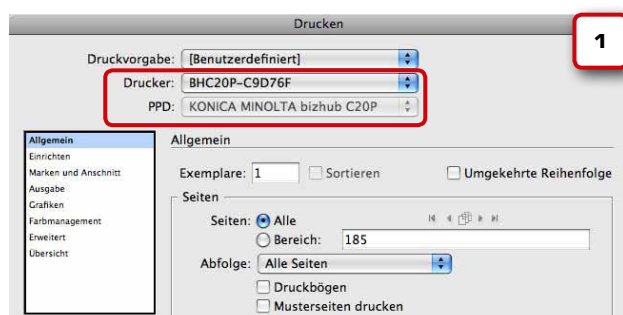 Drucken
1
Druckvorgabe: [Benutzerdefiniert]
Drucker: BHC20P-C9D76F
PPD: KONICA MINOLTA bizhub C20P
Allgemein
Einrichten
Marken und Anschnitt
Ausgabe
Grafiken
Farbmanagement
Erweitert
Übersicht
Allgemein
Exemplare: 1 Sortieren Umgekehrte Reihenfolge
Seiten
Seiten: Alle
Bereich: 185
Abfolge: Alle Seiten
Druckbögen
Musterseiten drucken